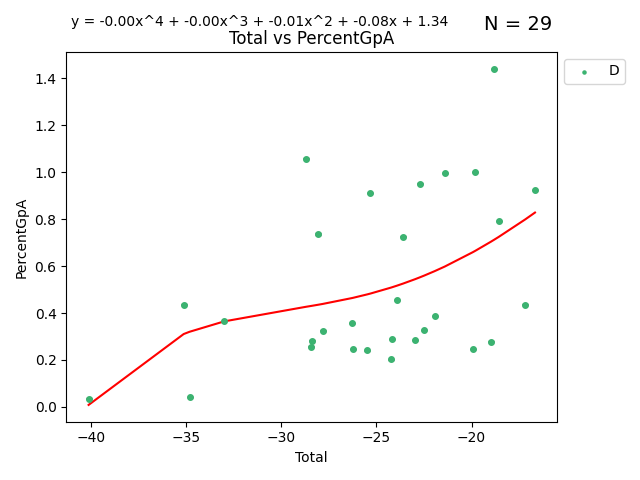 y = -0.00x^4 + -0.00x^3 + -0.01x^2 + -0.08x + 1.34
N = 29
Total vs PercentGpA
D
PercentGpA
1.4
1.2
1.0
0.8
0.6
0.4
0.2
0.0
−40 −35 −30 −25 −20
Total